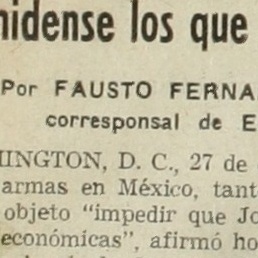 nidense los que
Por FAUSTO FERNA
corresponsal de E
HINGTON, D. C., 27 de
armas en México, tant
objeto “impedir que Jo
económicas”, afirmó ho